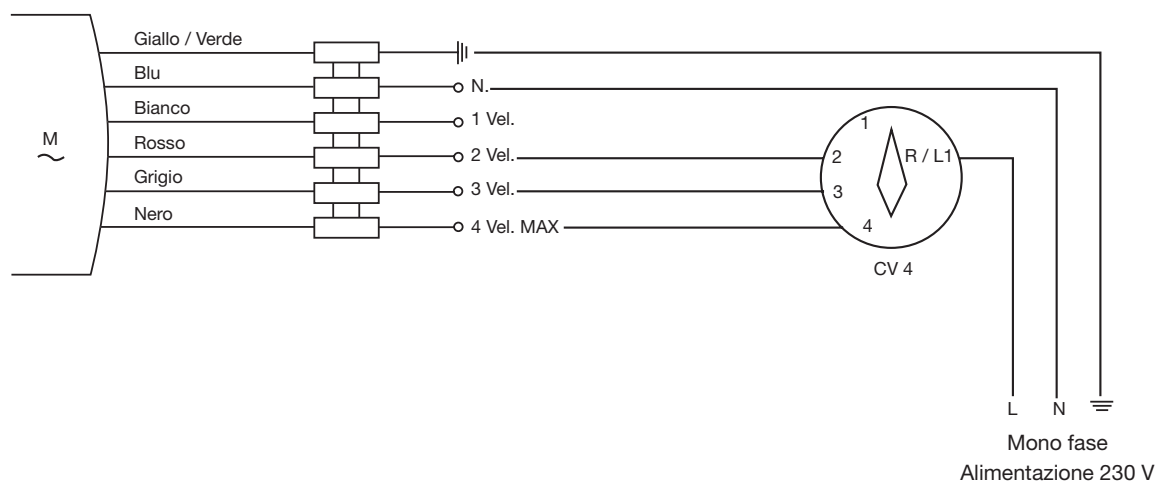 Giallo / Verde
Blu
N.
Bianco
1 Vel.
1
M
Rosso
2 Vel.
2
R / L1
Grigio
3 Vel.
3
Nero
4 Vel. MAX
4
CV 4
L
N
Mono fase
Alimentazione 230 V